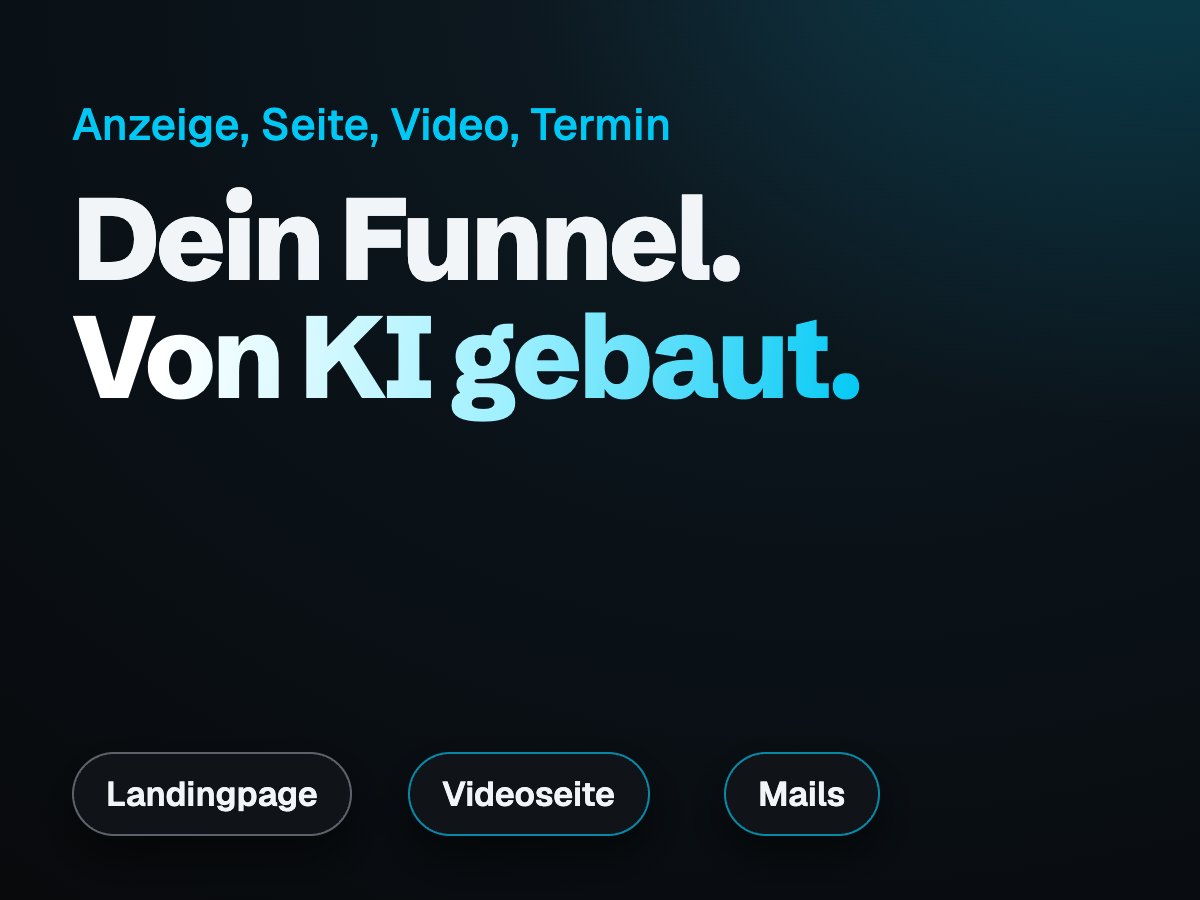 Anzeige, Seite, Video, Termin
Dein Funnel.
Von KI gebaut.
Landingpage
Videoseite
Mails